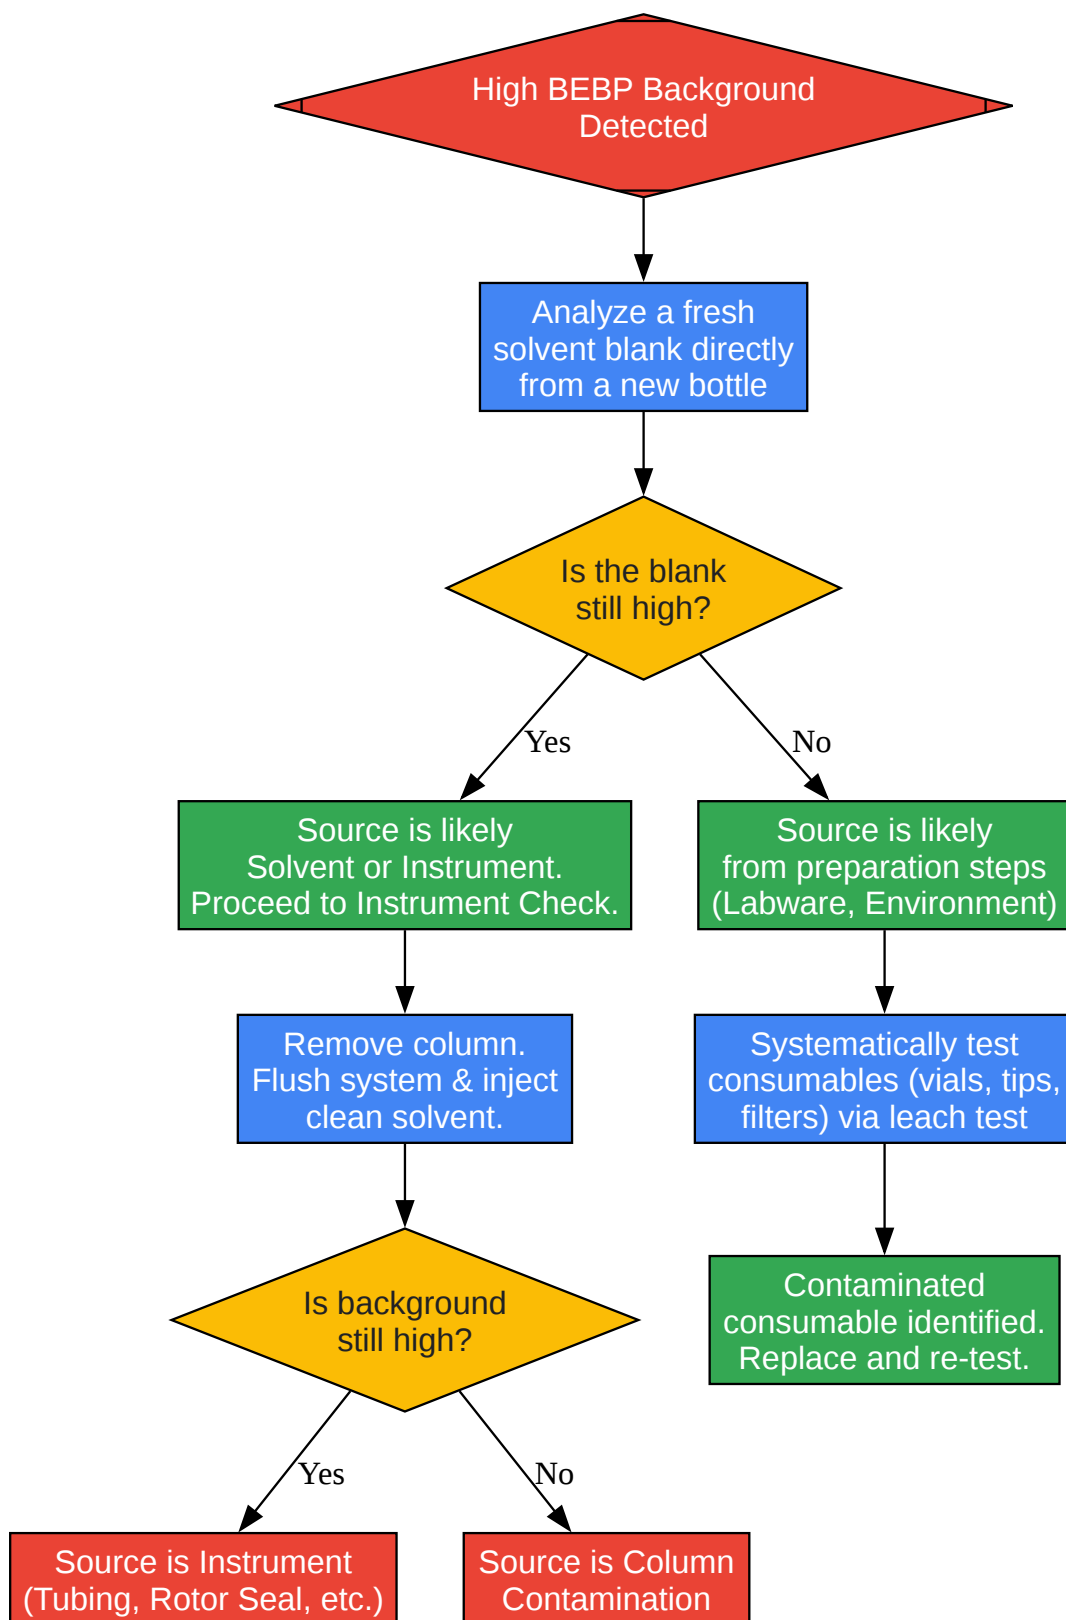 High BEBP Background
Detected
Analyze a fresh
solvent blank directly
from a new bottle
Is the blank
still high?
Yes
No
Source is likely
Solvent or Instrument.
Proceed to Instrument Check.
Source is likely
from preparation steps
(Labware, Environment)
Remove column.
Flush system & inject
clean solvent.
Systematically test
consumables (vials, tips,
filters) via leach test
Is background
still high?
Contaminated
consumable identified.
Replace and re-test.
Yes
No
Source is Instrument
(Tubing, Rotor Seal, etc.)
Source is Column
Contamination